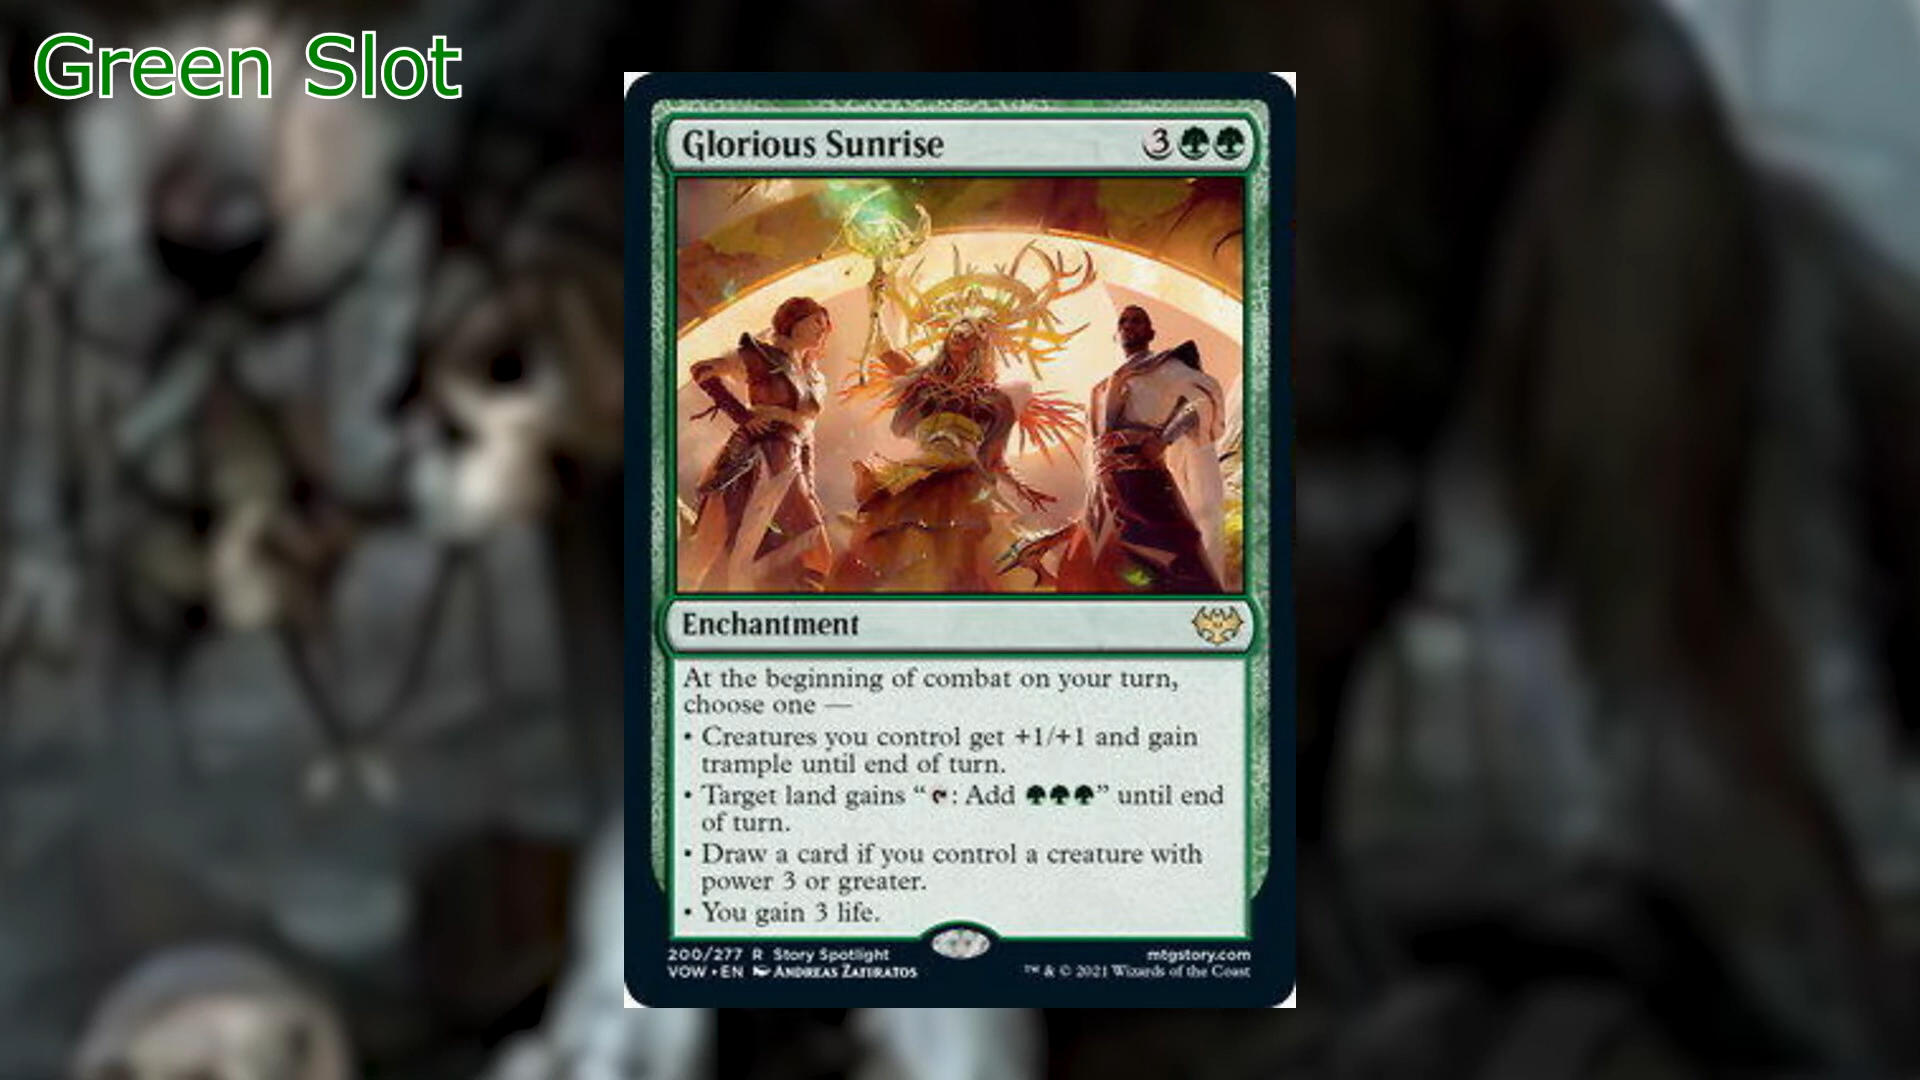 Green Slot
Glorious Sunrise 3
Enchantment
At the beginning of combat on your turn,
choose one —
• Creatures you control get +1/+1 and gain
trample until end of turn.
• Target land gains “ : Add ” until end
of turn.
• Draw a card if you control a creature with
power 3 or greater.
• You gain 3 life.
200/277 R Story Spotlight
VOW • EN ANDREAS ZAFIRATOS
mtgstory.com
™ & © 2021 Wizards of the Coast